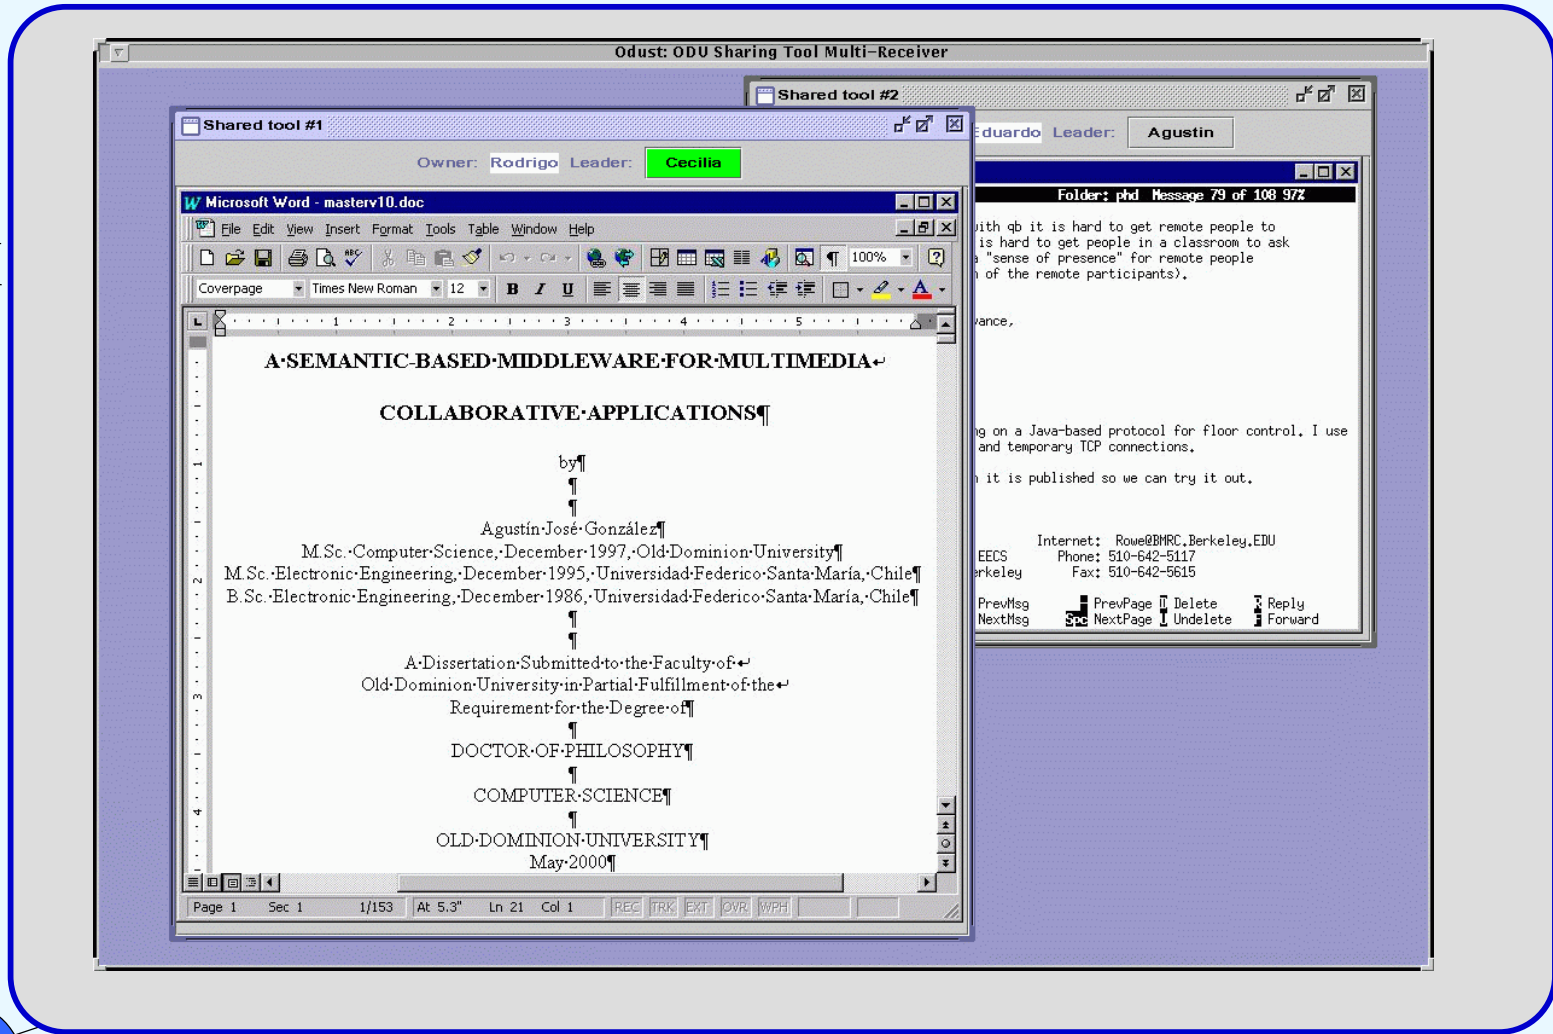 Odust: ODU Sharing Tool Multi-Receiver
Shared tool #2
Eduardo Leader: Agustin
Shared tool #1
Owner: Rodrigo Leader: Cecilia
Microsoft Word - masterv10.doc
File Edit View Insert Format Tools Table Window Help
100%
Coverpage Times New Roman 12 B I U
1 2 3 4 5
A·SEMANTIC-BASED·MIDDLEWARE·FOR·MULTIMEDIA↵
COLLABORATIVE·APPLICATIONS¶
by¶
¶
¶
Agustín·José·González¶
M.Sc.·Computer·Science,·December·1997,·Old·Dominion·University¶
M.Sc.·Electronic·Engineering,·December·1995,·Universidad·Federico·Santa·María,·Chile¶
B.Sc.·Electronic·Engineering,·December·1986,·Universidad·Federico·Santa·María,·Chile¶
¶
¶
A·Dissertation·Submitted·to·the·Faculty·of·↵
Old·Dominion·University·in·Partial·Fulfillment·of·the↵
Requirement·for·the·Degree·of¶
¶
DOCTOR·OF·PHILOSOPHY¶
¶
COMPUTER·SCIENCE¶
¶
OLD·DOMINION·UNIVERSITY¶
May·2000¶
Page 1 Sec 1 1/153 At 5.3" Ln 21 Col 1 REC TRK EXT OVR WPH
Folder: phd Message 79 of 108 97%
with qb it is hard to get remote people to
is hard to get people in a classroom to ask
"sense of presence" for remote people
of the remote participants).
vance,
ng on a Java-based protocol for floor control. I use
and temporary TCP connections.
it is published so we can try it out.
Internet: Rowe@BMRC.Berkeley.EDU
EECS Phone: 510-642-5117
erkeley Fax: 510-642-5615
PrevMsg PrevPage Delete Reply
NextMsg Spc NextPage Undelete Forward